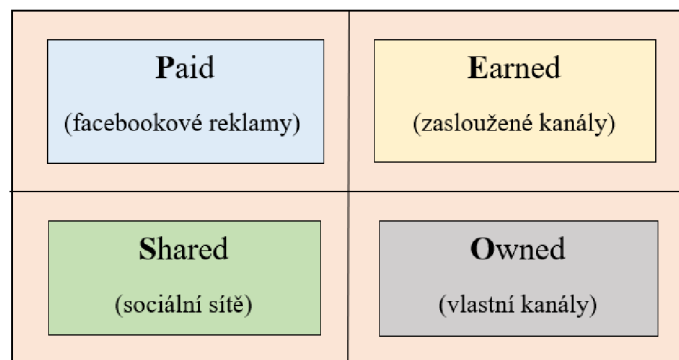 Paid
(facebookové reklamy)
Earned
(zasloužené kanály)
Shared
(sociální sítě)
Owned
(vlastní kanály)